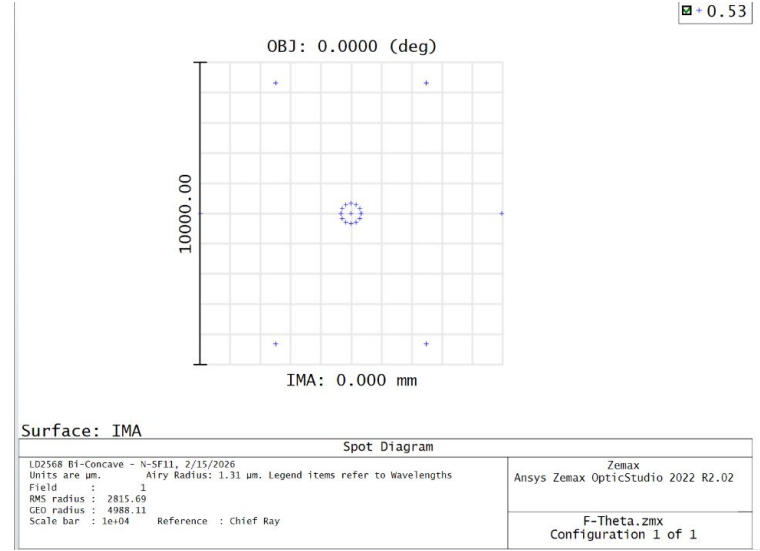 + 0.53
OBJ: 0.0000 (deg)
10000.00
IMA: 0.000 mm
Surface: IMA
Spot Diagram
LD2568 Bi-Concave - N-SF11, 2/15/2026
Units are µm. Airy Radius: 1.31 µm. Legend items refer to Wavelengths
Field : 1
RMS radius : 2815.69
GEO radius : 4988.11
Scale bar : 1e+04 Reference : Chief Ray
Zemax
Ansys Zemax OpticStudio 2022 R2.02
F-Theta.zmx
Configuration 1 of 1